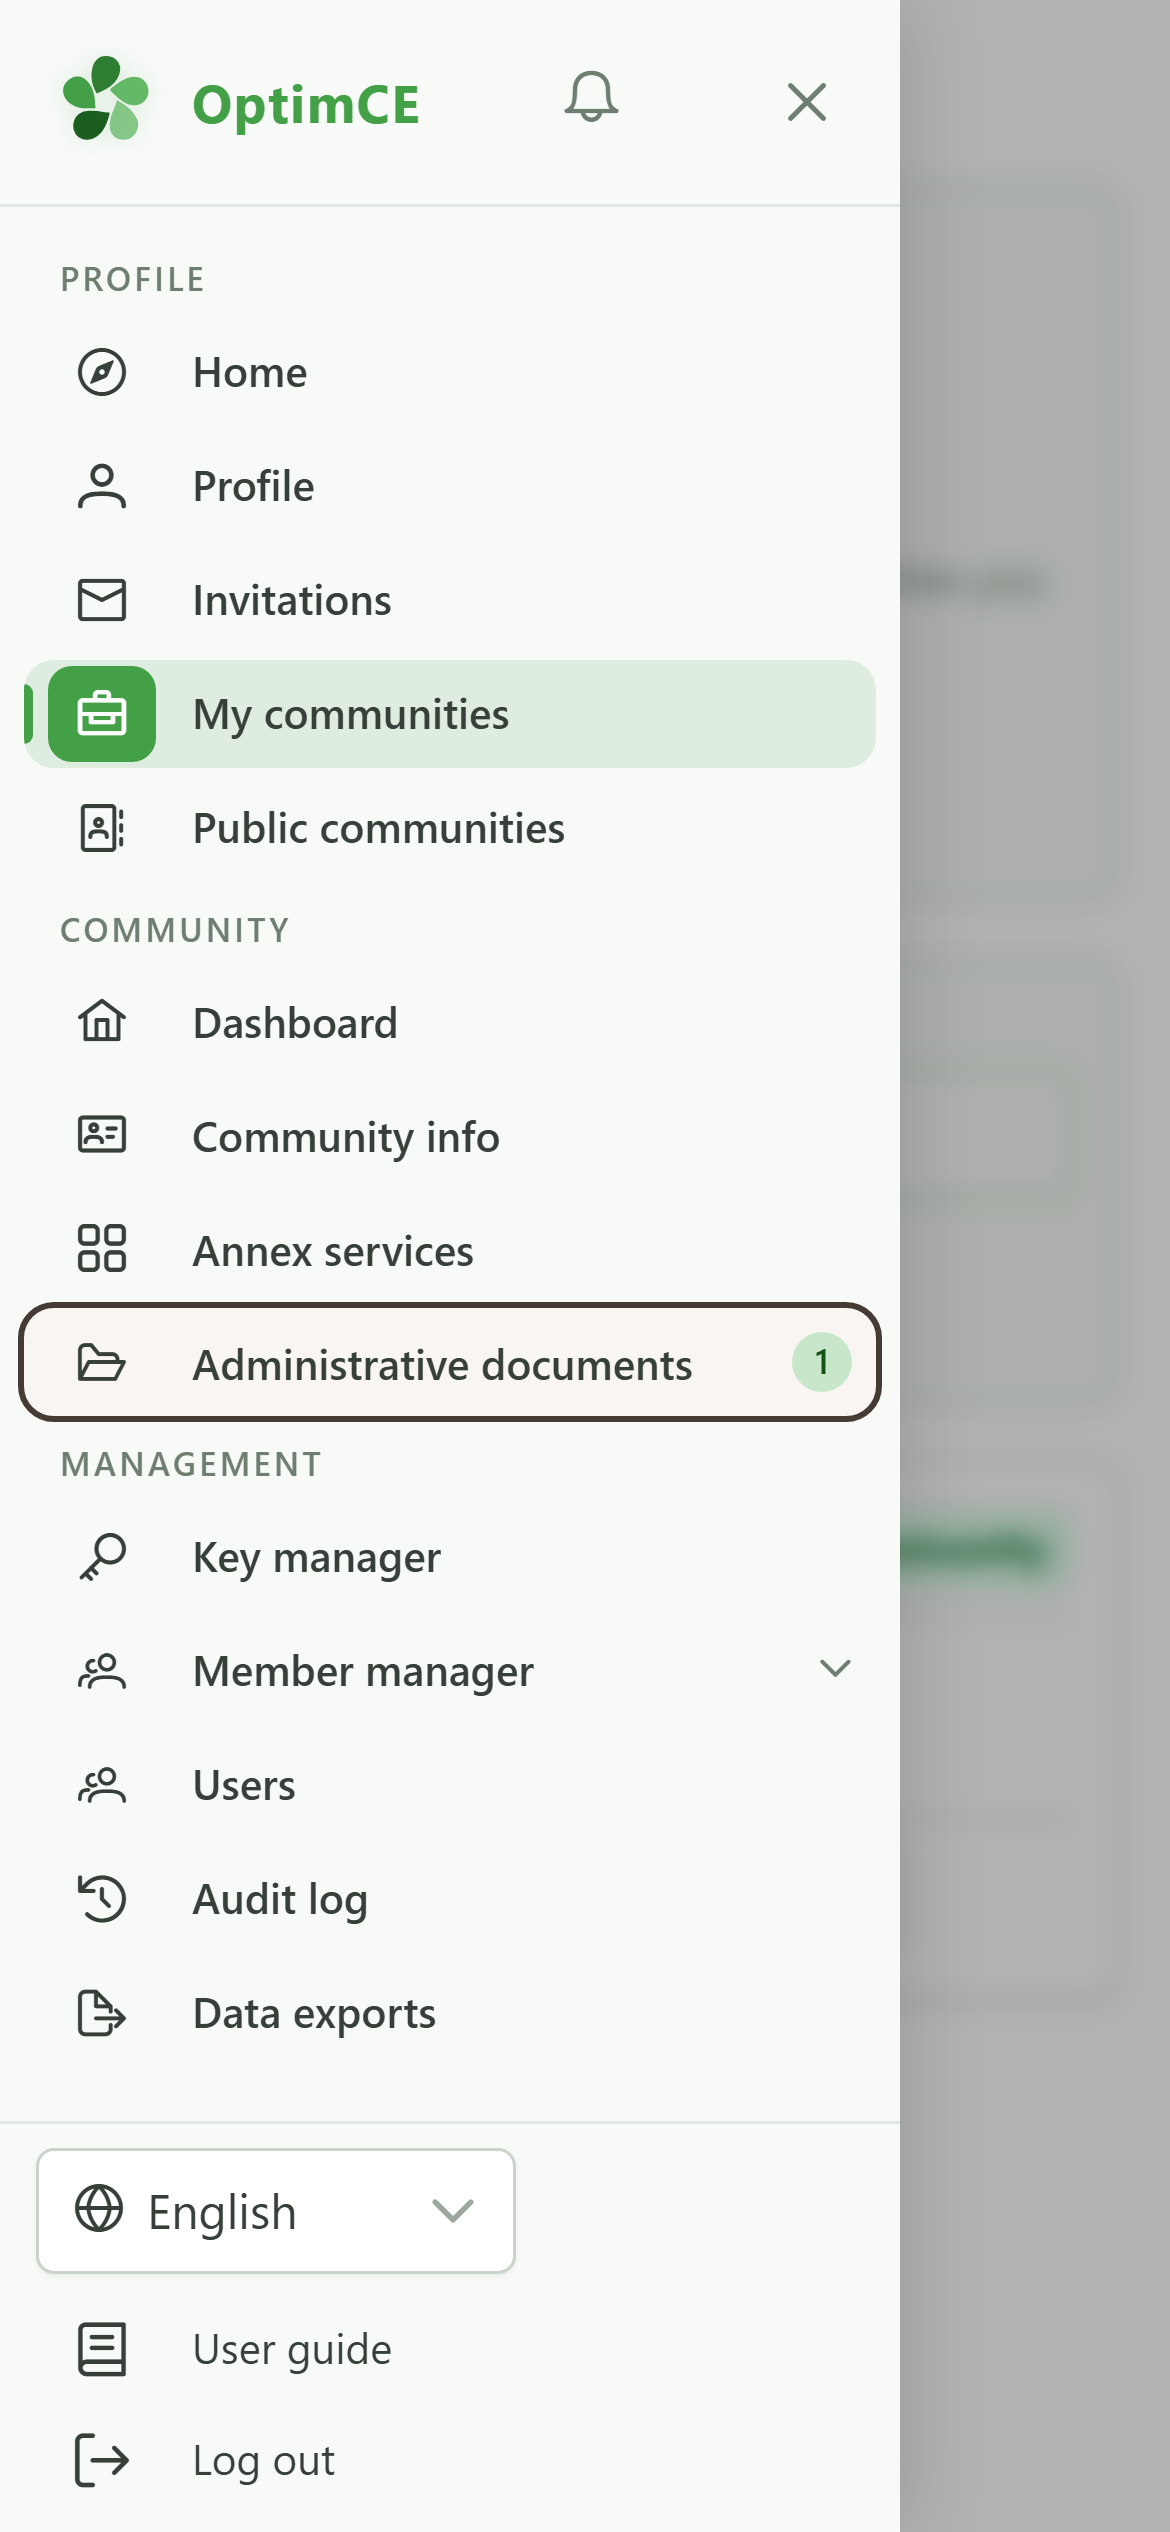 OptimCE
PROFILE
Home
Profile
Invitations
My communities
Public communities
COMMUNITY
Dashboard
Community info
Annex services
Administrative documents 1
MANAGEMENT
Key manager
Member manager
Users
Audit log
Data exports
English
User guide
Log out